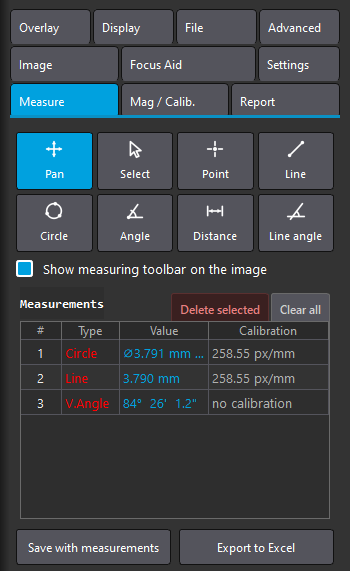 Overlay Display File Advanced
Image Focus Aid Settings
Measure Mag / Calib. Report
Pan Select Point Line
Circle Angle Distance Line angle
Show measuring toolbar on the image
Measurements Delete selected Clear all
# Type Value Calibration
1 Circle ∅3.791 mm ... 258.55 px/mm
2 Line 3.790 mm 258.55 px/mm
3 V.Angle 84° 26' 1.2" no calibration
Save with measurements Export to Excel